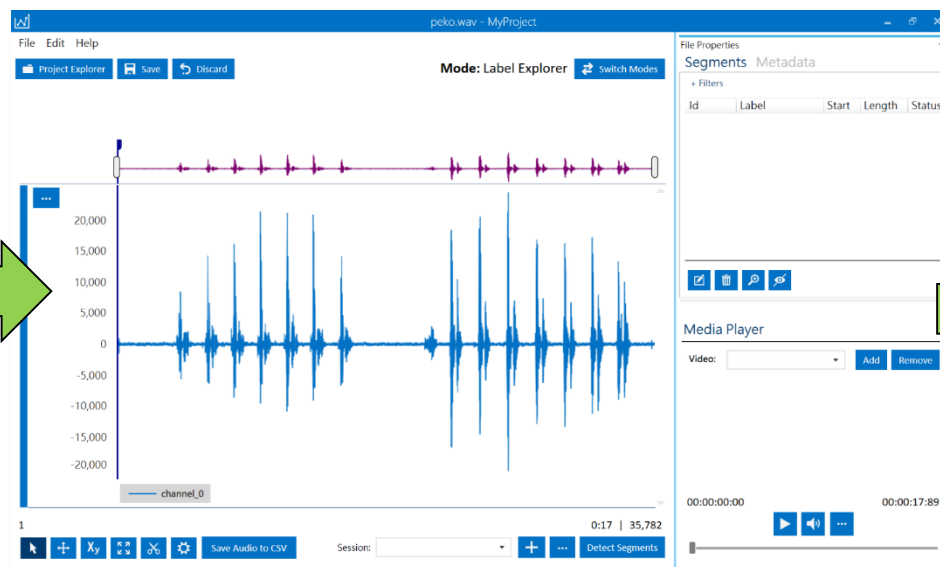 peko.wav - MyProject
File Edit Help
Project Explorer Save Discard Mode: Label Explorer Switch Modes
20,000
15,000
10,000
5,000
0
-5,000
-10,000
-15,000
-20,000
channel_0
1 0:17 | 35,782
Xy Save Audio to CSV Session: Detect Segments
File Properties
Segments Metadata
+ Filters
Id Label Start Length Status
Media Player
Video: Add Remove
00:00:00:00 00:00:17:89